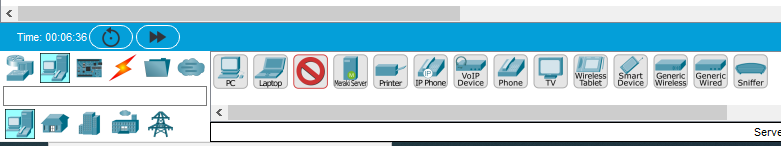 Time: 00:06:36
PC
Laptop
Meraki Server
Printer
IP Phone
IP
VoIP
Device
Phone
TV
Wireless
Tablet
Smart
Device
Generic
Wireless
Generic
Wired
Sniffer
Serve